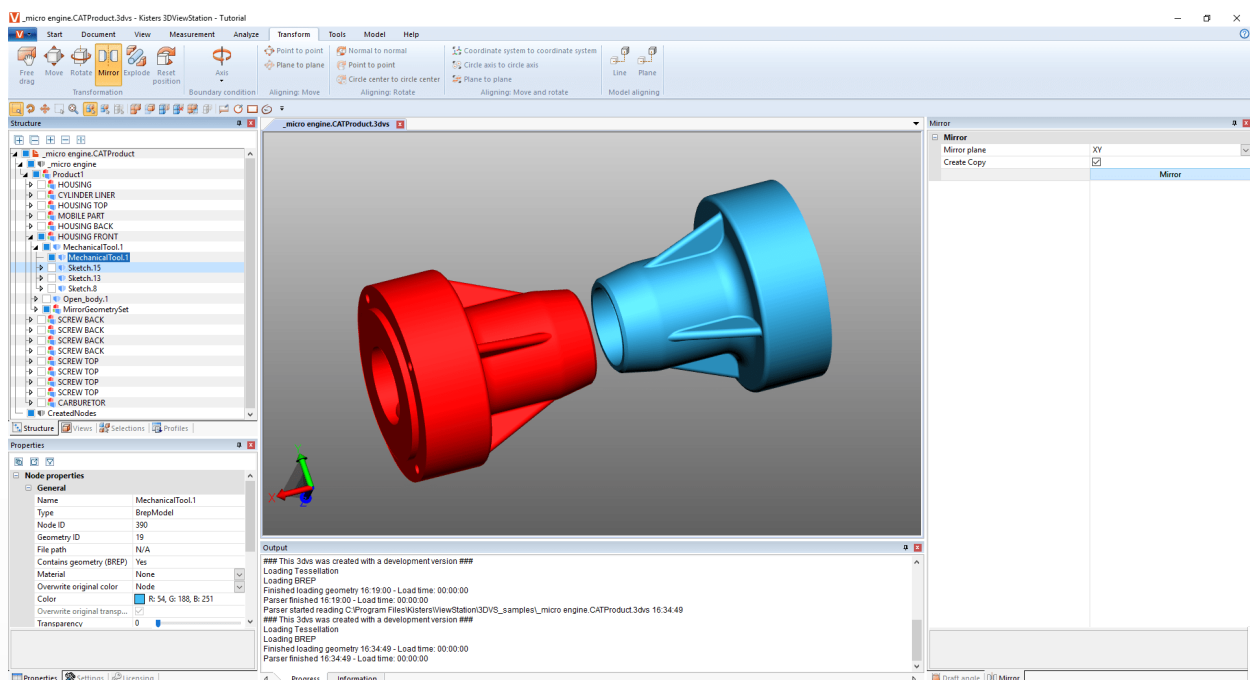 _micro engine.CATProduct.3dvs - Kisters 3DViewStation - Tutorial
Start Document View Measurement Analyze Transform Tools Model Help
Free drag
Move
Rotate
Mirror
Explode
Reset position
Axis
Point to point
Plane to plane
Normal to normal
Point to point
Circle center to circle center
Coordinate system to coordinate system
Circle axis to circle axis
Plane to plane
Line
Plane
Transformation
Boundary condition
Aligning: Move
Aligning: Rotate
Aligning: Move and rotate
Model aligning
Structure
_micro engine.CATProduct
_micro engine
Product1
HOUSING
CYLINDER LINER
HOUSING TOP
MOBILE PART
HOUSING BACK
HOUSING FRONT
MechanicalTool.1
MechanicalTool.1
Sketch.15
Sketch.13
Sketch.8
Open_body.1
MirrorGeometrySet
SCREW BACK
SCREW BACK
SCREW BACK
SCREW BACK
SCREW TOP
SCREW TOP
SCREW TOP
SCREW TOP
CARBURETOR
CreatedNodes
Structure Views Selections Profiles
Properties
Node properties
General
Name MechanicalTool.1
Type BrepModel
Node ID 390
Geometry ID 19
File path N/A
Contains geometry (BREP) Yes
Material None
Overwrite original color Node
Color R: 54, G: 188, B: 251
Overwrite original transp...
Transparency 0
Properties Settings Licensing
_micro engine.CATProduct.3dvs
X
Output
### This 3dvs was created with a development version ###
Loading Tessellation
Loading BREP
Finished loading geometry 16:19:00 - Load time: 00:00:00
Parser finished 16:19:00 - Load time: 00:00:00
Parser started reading C:\Program Files\Kisters\ViewStation\3DVS_samples\_micro engine.CATProduct.3dvs 16:34:49
### This 3dvs was created with a development version ###
Loading Tessellation
Loading BREP
Finished loading geometry 16:34:49 - Load time: 00:00:00
Parser finished 16:34:49 - Load time: 00:00:00
Progress Information
Mirror
Mirror
Mirror plane XY
Create Copy
Mirror
Draft angle Mirror